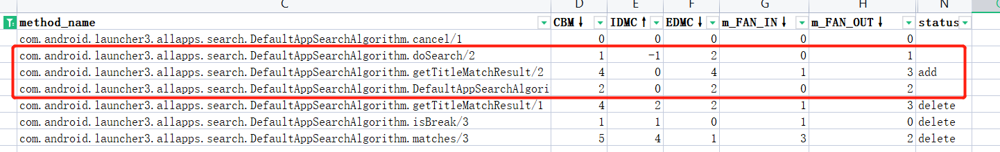 C D E F G H N
method_name CBM↓ IDMC↑ EDMC↓ m_FAN_IN↓ m_FAN_OUT↓ status
com.android.launcher3.allapps.search.DefaultAppSearchAlgorithm.cancel/1 0 0 0 0 0
com.android.launcher3.allapps.search.DefaultAppSearchAlgorithm.doSearch/2 1 -1 2 0 1
com.android.launcher3.allapps.search.DefaultAppSearchAlgorithm.getTitleMatchResult/2 4 0 4 1 3 add
com.android.launcher3.allapps.search.DefaultAppSearchAlgorithm.DefaultAppSearchAlgori 2 0 2 0 2
com.android.launcher3.allapps.search.DefaultAppSearchAlgorithm.getTitleMatchResult/1 4 2 2 1 3 delete
com.android.launcher3.allapps.search.DefaultAppSearchAlgorithm.isBreak/3 1 1 0 1 0 delete
com.android.launcher3.allapps.search.DefaultAppSearchAlgorithm.matches/3 5 4 1 3 2 delete